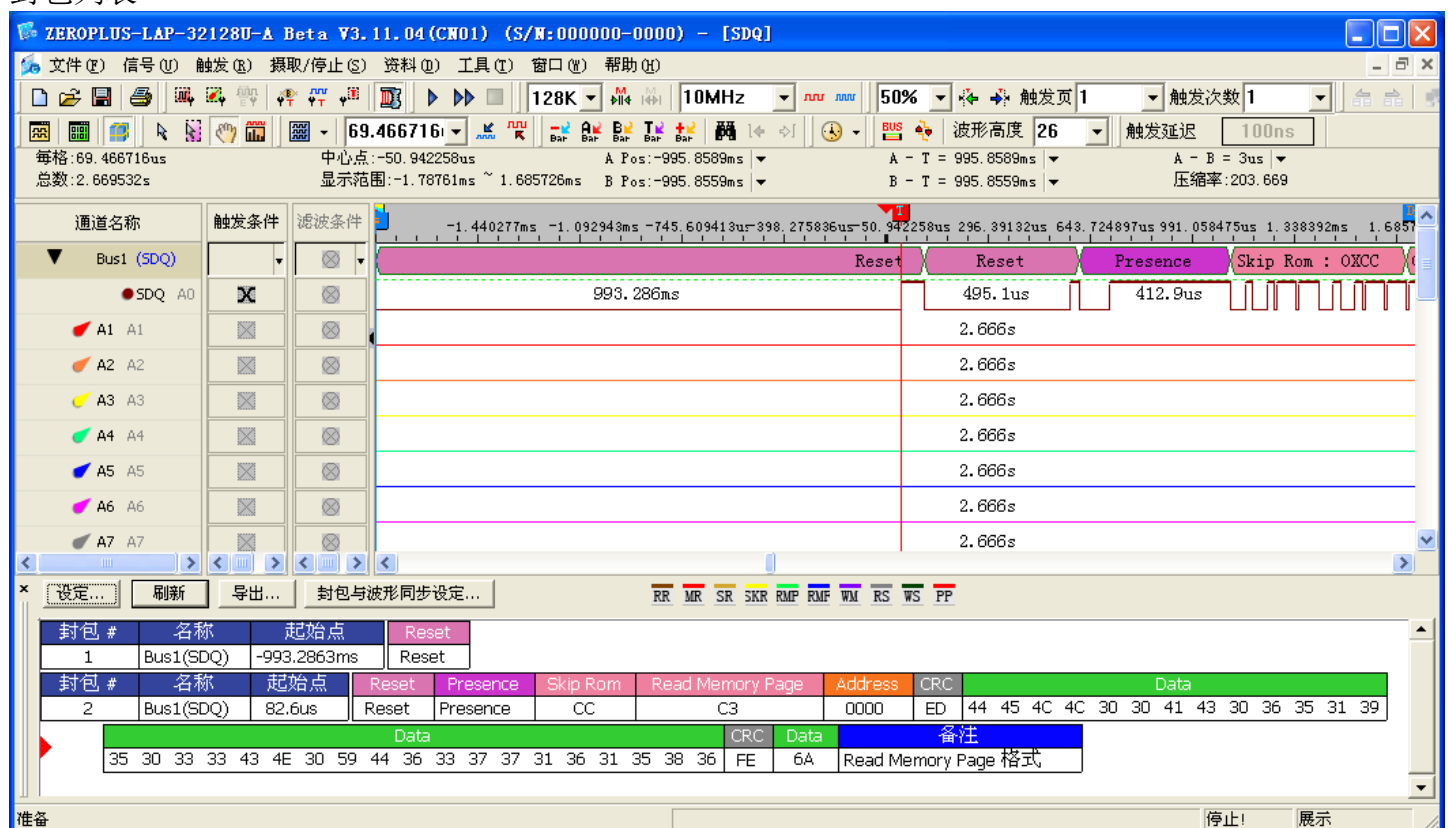 ZEROPLUS-LAP-32128U-A Beta V3.11.04(CN01) (S/N:000000-0000) - [SDQ]
文件(F) 信号(U) 触发(R) 摄取/停止(S) 资料(D) 工具(T) 窗口(W) 帮助(H)
128K 10MHz 50% 触发页 1 触发次数 1
69.466716 Bar Bar Bar Bar Bar BUS 波形高度 26 触发延迟 100ns
每格:69.466716us 中心点:-50.942258us A Pos:-995.8589ms A - T = 995.8589ms A - B = 3us
总数:2.669532s 显示范围:-1.78761ms ~ 1.685726ms B Pos:-995.8559ms B - T = 995.8559ms 压缩率:203.669
通道名称 触发条件 滤波条件 -1.440277ms -1.092943ms -745.609413us -398.275836us -50.942258us 296.39132us 643.724897us 991.058475us 1.338392ms 1.6857
Bus1 (SDQ) Reset Reset Presence Skip Rom : 0XCC
SDQ A0 993.286ms 495.1us 412.9us
A1 A1 2.666s
A2 A2 2.666s
A3 A3 2.666s
A4 A4 2.666s
A5 A5 2.666s
A6 A6 2.666s
A7 A7 2.666s
设定... 刷新 导出... 封包与波形同步设定... RR MR SR SKR RMP RMF WM RS WS PP
封包 # 名称 起始点 Reset
1 Bus1(SDQ) -993.2863ms Reset
封包 # 名称 起始点 Reset Presence Skip Rom Read Memory Page Address CRC Data
2 Bus1(SDQ) 82.6us Reset Presence CC C3 0000 ED 44 45 4C 4C 30 30 41 43 30 36 35 31 39
Data CRC Data 备注
35 30 33 33 43 4E 30 59 44 36 33 37 37 31 36 31 35 38 36 FE 6A Read Memory Page 格式
准备 停止! 展示